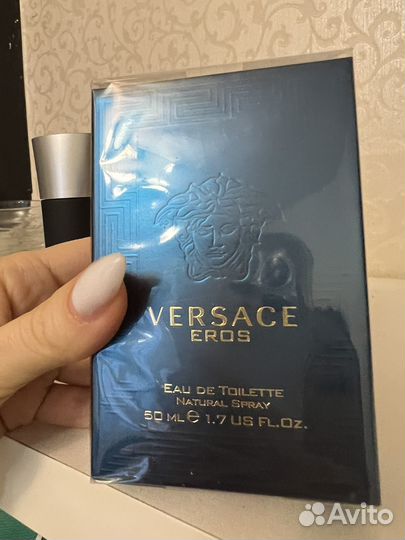 VERSACE
EROS
EAU DE TOILETTE
NATURAL SPRAY
50 ML ℮ 1.7 US FL.OZ.
Avito